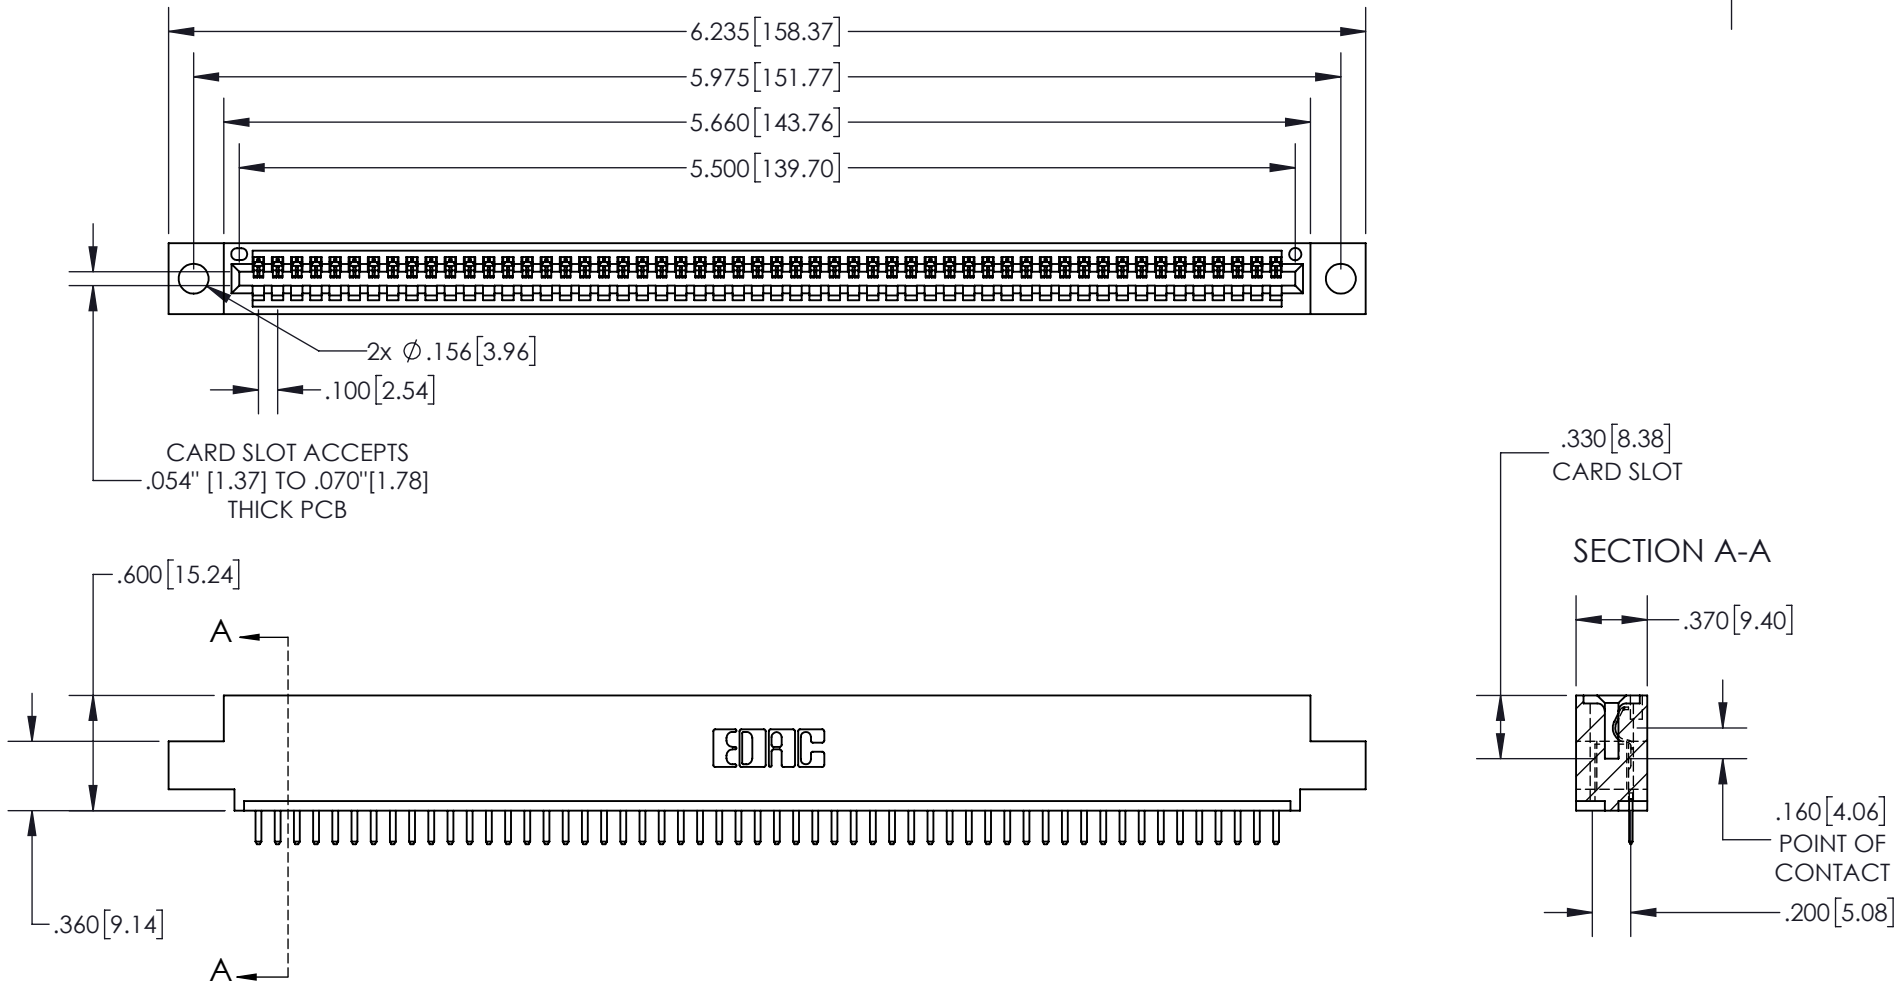 6.235[158.37]
5.975[151.77]
5.660[143.76]
5.500[139.70]
2x Ø.156[3.96]
.100[2.54]
CARD SLOT ACCEPTS
.054" [1.37] TO .070"[1.78]
THICK PCB
.330[8.38]
CARD SLOT
SECTION A-A
.600[15.24]
A
.370[9.40]
EDAC
.160[4.06]
POINT OF
CONTACT
.360[9.14]
.200[5.08]
A